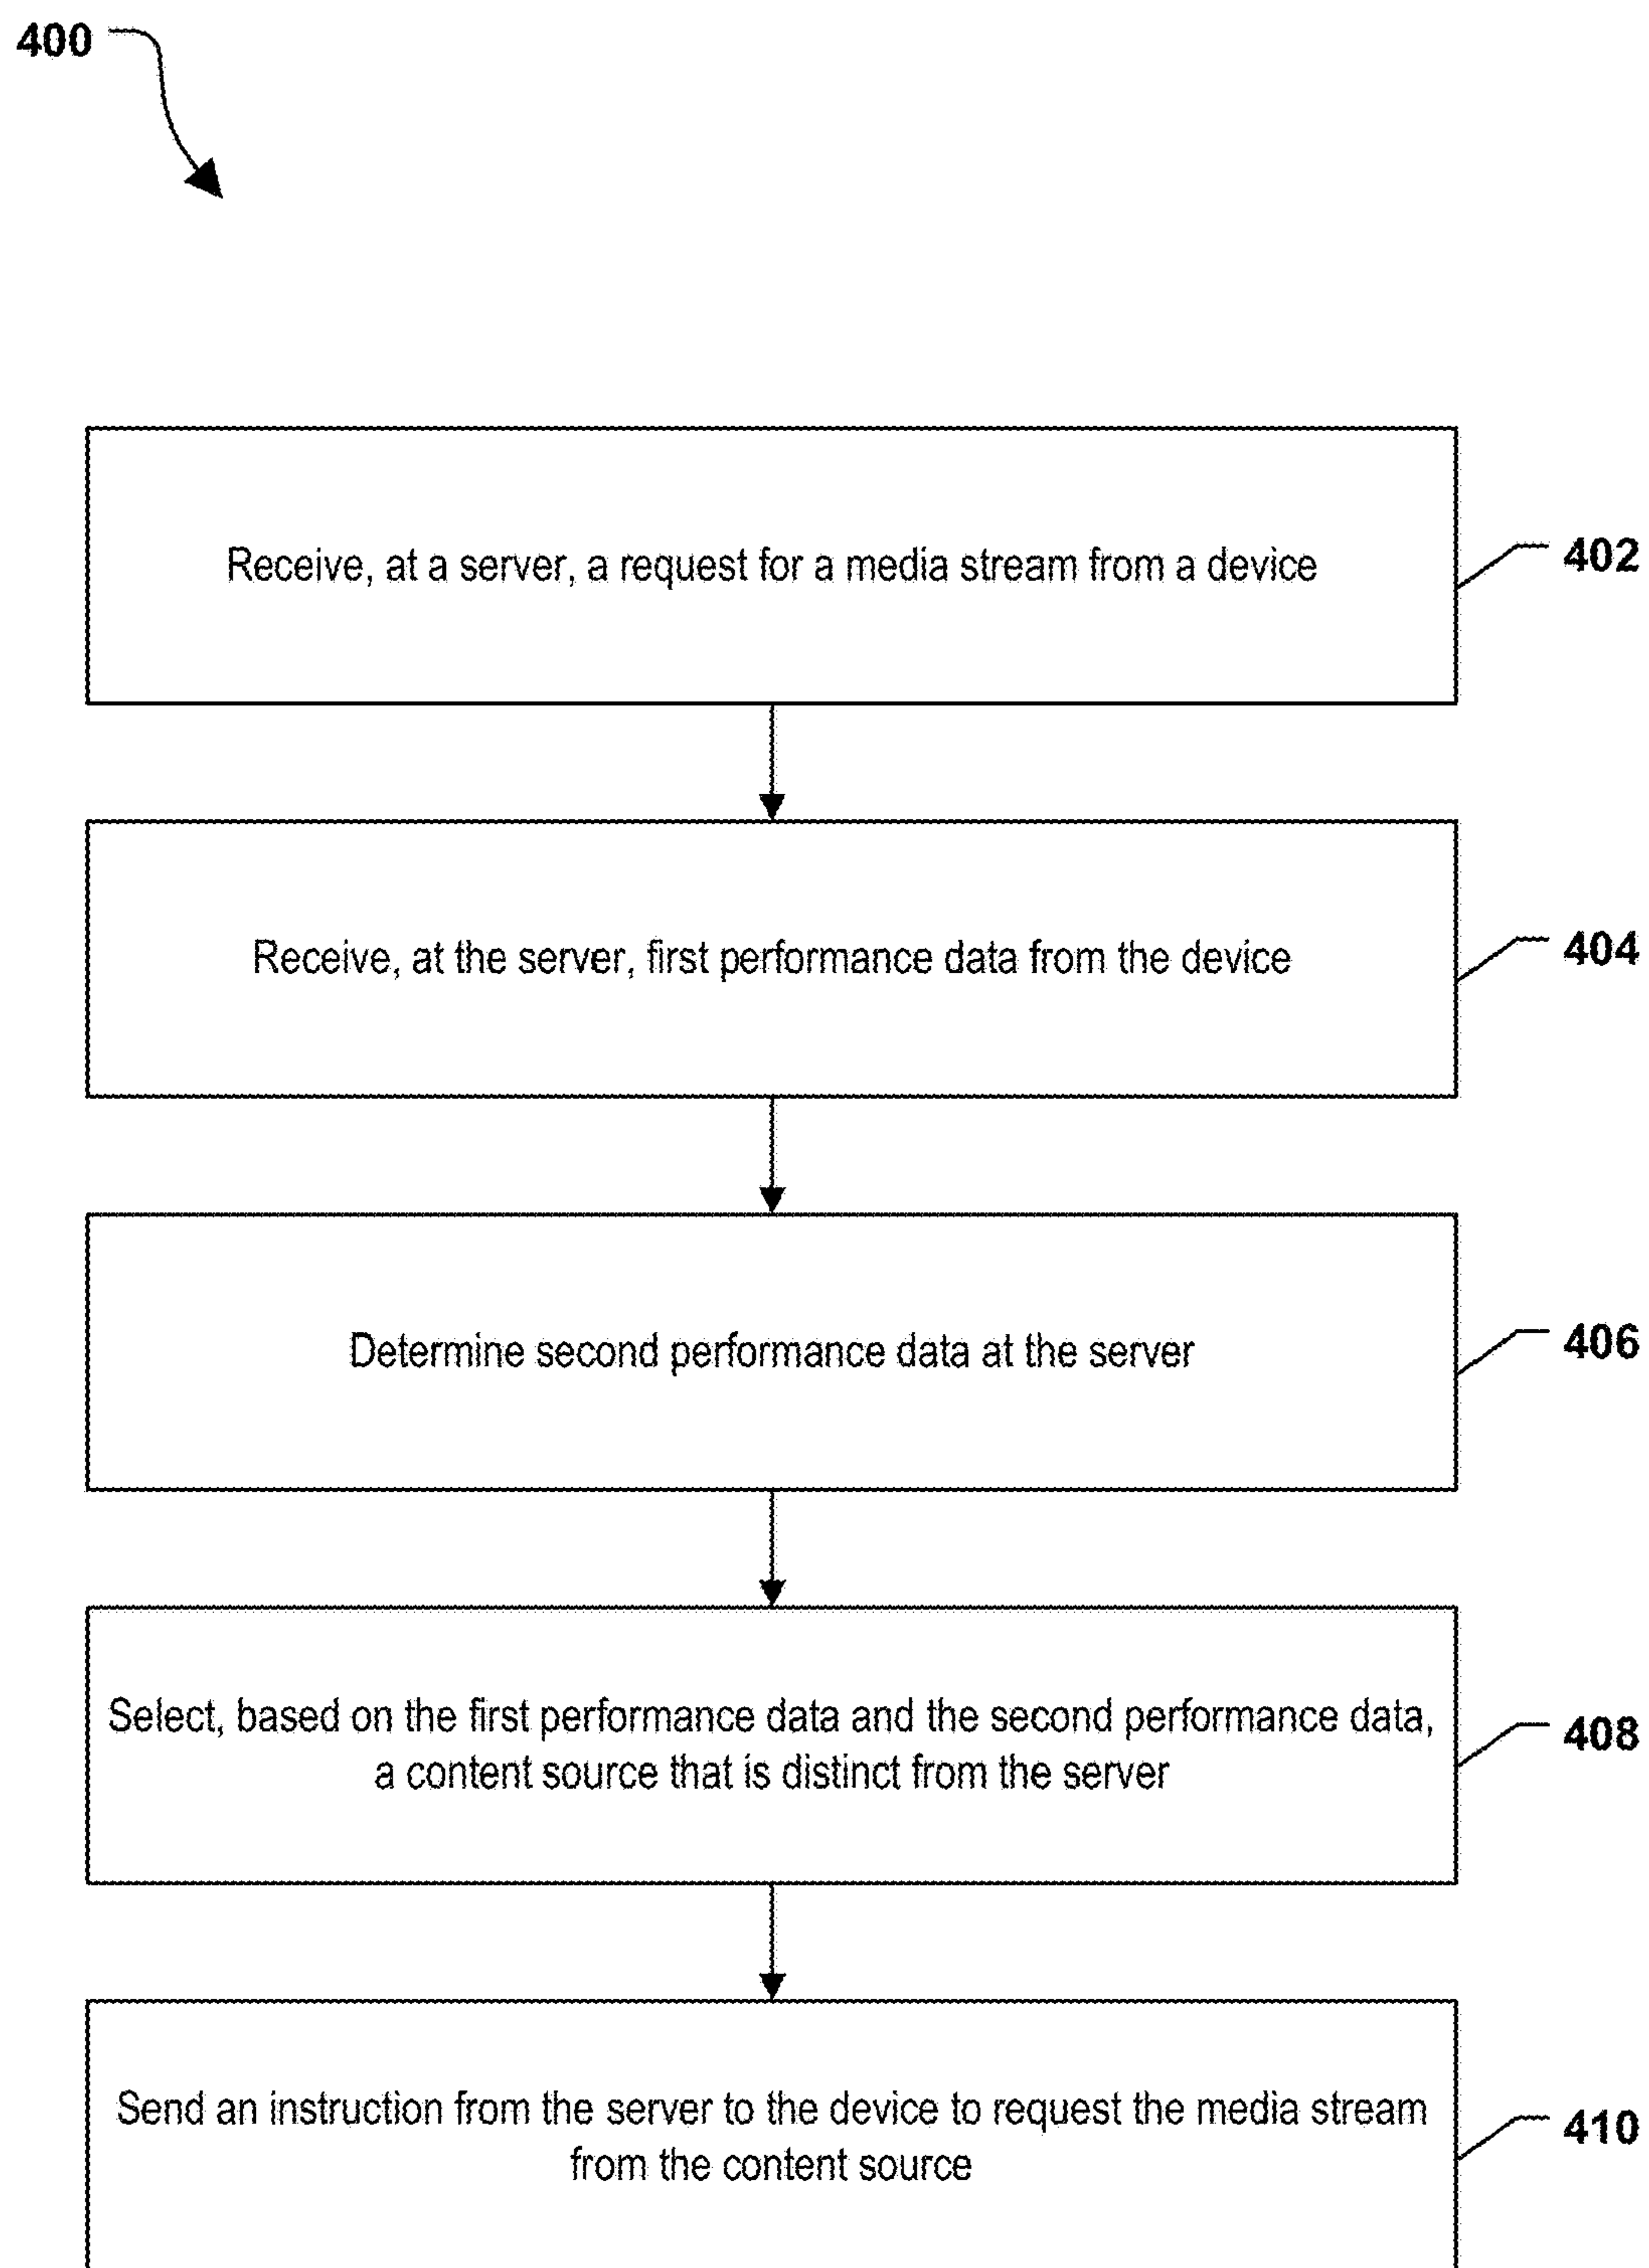 400
Receive, at a server, a request for a media stream from a device
402
Receive, at the server, first performance data from the device
404
Determine second performance data at the server
406
Select, based on the first performance data and the second performance data,
a content source that is distinct from the server
408
Send an instruction from the server to the device to request the media stream
from the content source
410